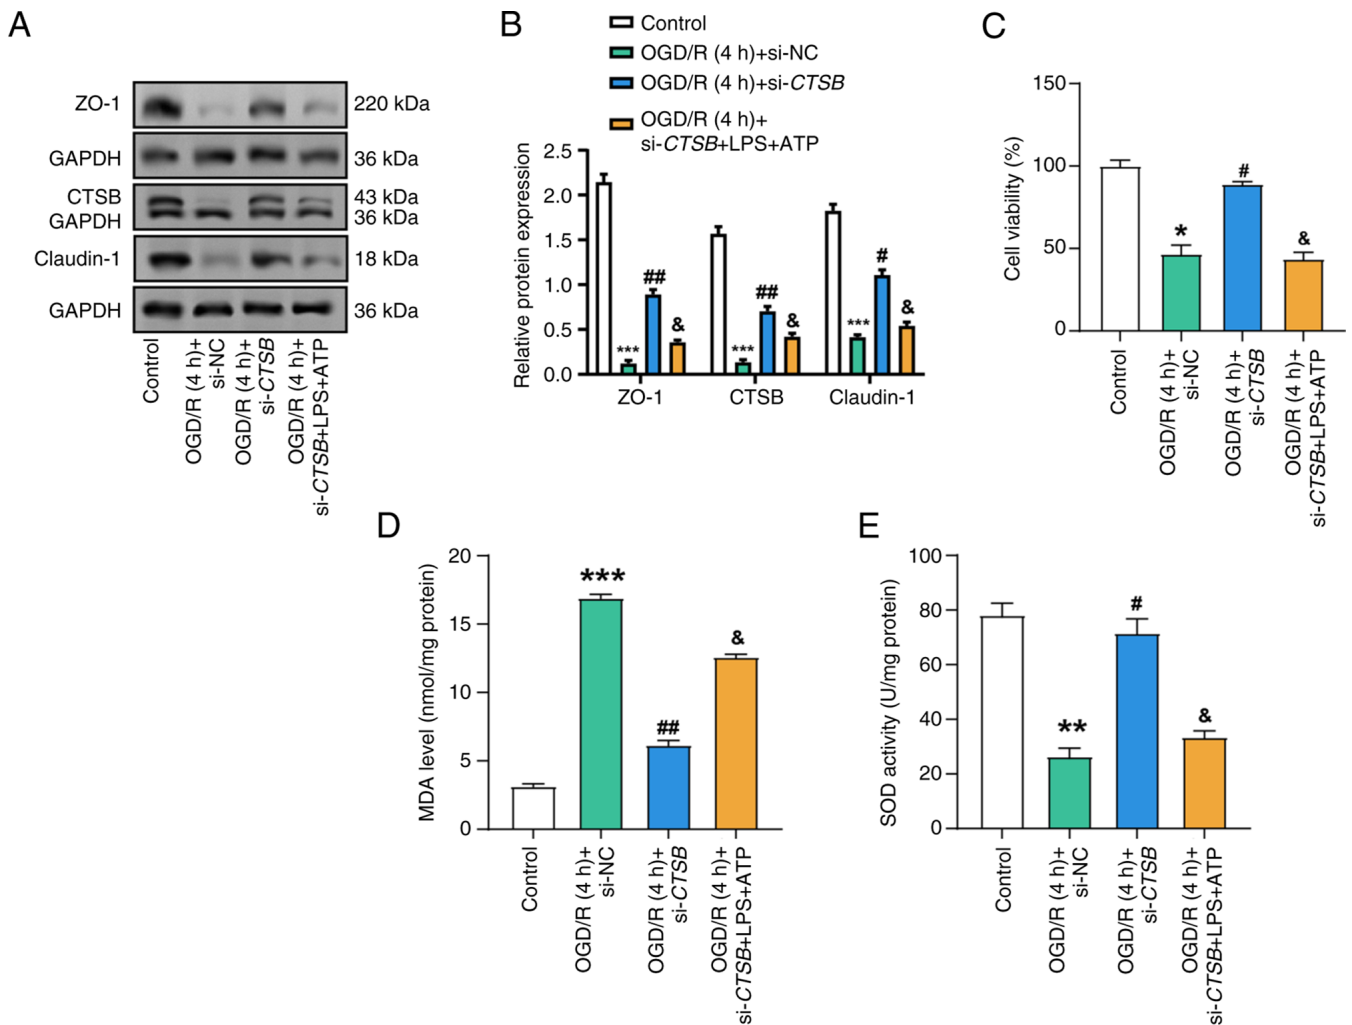 A
ZO-1
220 kDa
GAPDH
36 kDa
CTSB
43 kDa
GAPDH
36 kDa
Claudin-1
18 kDa
GAPDH
36 kDa
Control
OGD/R (4 h)+
si-NC
OGD/R (4 h)+
si-CTSB
OGD/R (4 h)+
si-CTSB+LPS+ATP
B
Control
OGD/R (4 h)+si-NC
OGD/R (4 h)+si-CTSB
OGD/R (4 h)+
si-CTSB+LPS+ATP
Relative protein expression
2.5
2.0
1.5
1.0
0.5
0.0
***
##
&
***
##
&
***
#
&
ZO-1
CTSB
Claudin-1
C
Cell viability (%)
150
100
50
0
*
#
&
Control
OGD/R (4 h)+
si-NC
OGD/R (4 h)+
si-CTSB
OGD/R (4 h)+
si-CTSB+LPS+ATP
D
MDA level (nmol/mg protein)
20
15
10
5
0
***
##
&
Control
OGD/R (4 h)+
si-NC
OGD/R (4 h)+
si-CTSB
OGD/R (4 h)+
si-CTSB+LPS+ATP
E
SOD activity (U/mg protein)
100
80
60
40
20
0
**
#
&
Control
OGD/R (4 h)+
si-NC
OGD/R (4 h)+
si-CTSB
OGD/R (4 h)+
si-CTSB+LPS+ATP